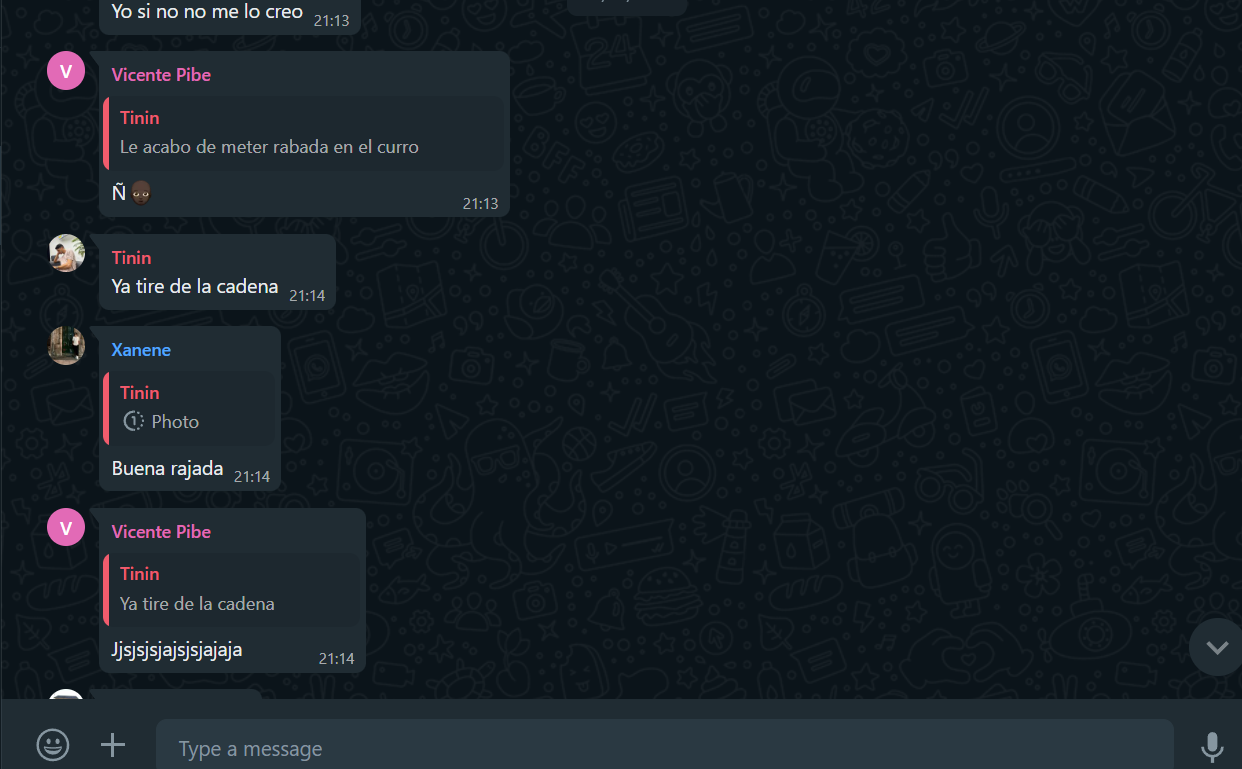 Yo si no no me lo creo 21:13
V
Vicente Pibe
Tinin
Le acabo de meter rabada en el curro
Ñ👨🏿‍🦲
21:13
Tinin
Ya tire de la cadena 21:14
Xanene
Tinin
1 Photo
Buena rajada 21:14
V
Vicente Pibe
Tinin
Ya tire de la cadena
Jjsjsjsjajsjsjajaja
21:14
Type a message